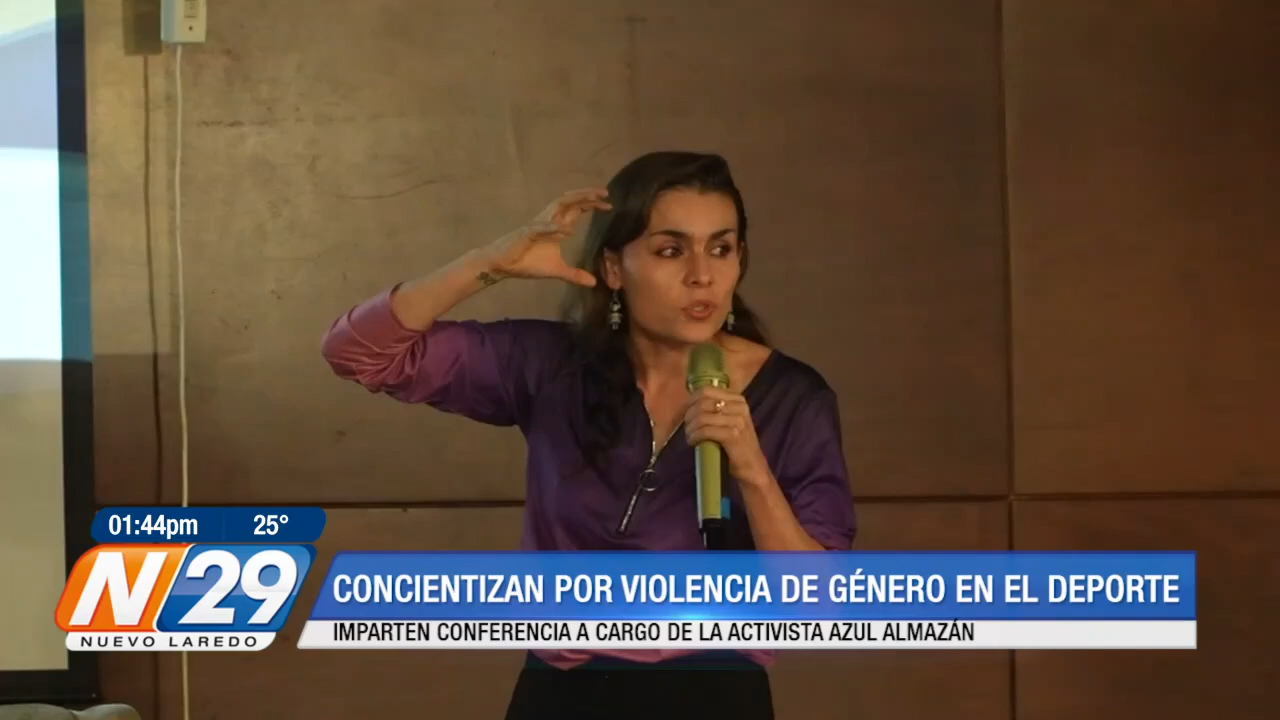 01:44pm 25°
N29
NUEVO LAREDO
CONCIENTIZAN POR VIOLENCIA DE GÉNERO EN EL DEPORTE
IMPARTEN CONFERENCIA A CARGO DE LA ACTIVISTA AZUL ALMAZÁN